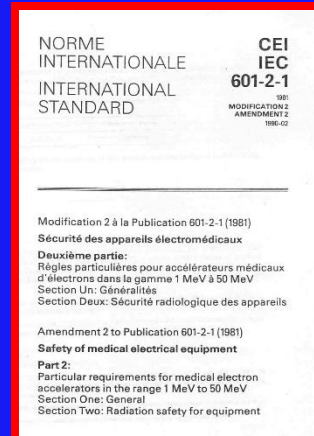 NORME
INTERNATIONALE
INTERNATIONAL
STANDARD
CEI
IEC
601-2-1
1981
MODIFICATION 2
AMENDMENT 2
1990-02
Modification 2 à la Publication 601-2-1 (1981)
Sécurité des appareils électromédicaux
Deuxième partie:
Règles particulières pour accélérateurs médicaux
d'électrons dans la gamme 1 MeV à 50 MeV
Section Un: Généralités
Section Deux: Sécurité radiologique des appareils
Amendment 2 to Publication 601-2-1 (1981)
Safety of medical electrical equipment
Part 2:
Particular requirements for medical electron
accelerators in the range 1 MeV to 50 MeV
Section One: General
Section Two: Radiation safety for equipment